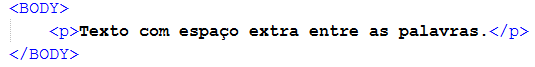 <BODY>
<p>Texto com espaço extra entre as palavras.</p>
</BODY>